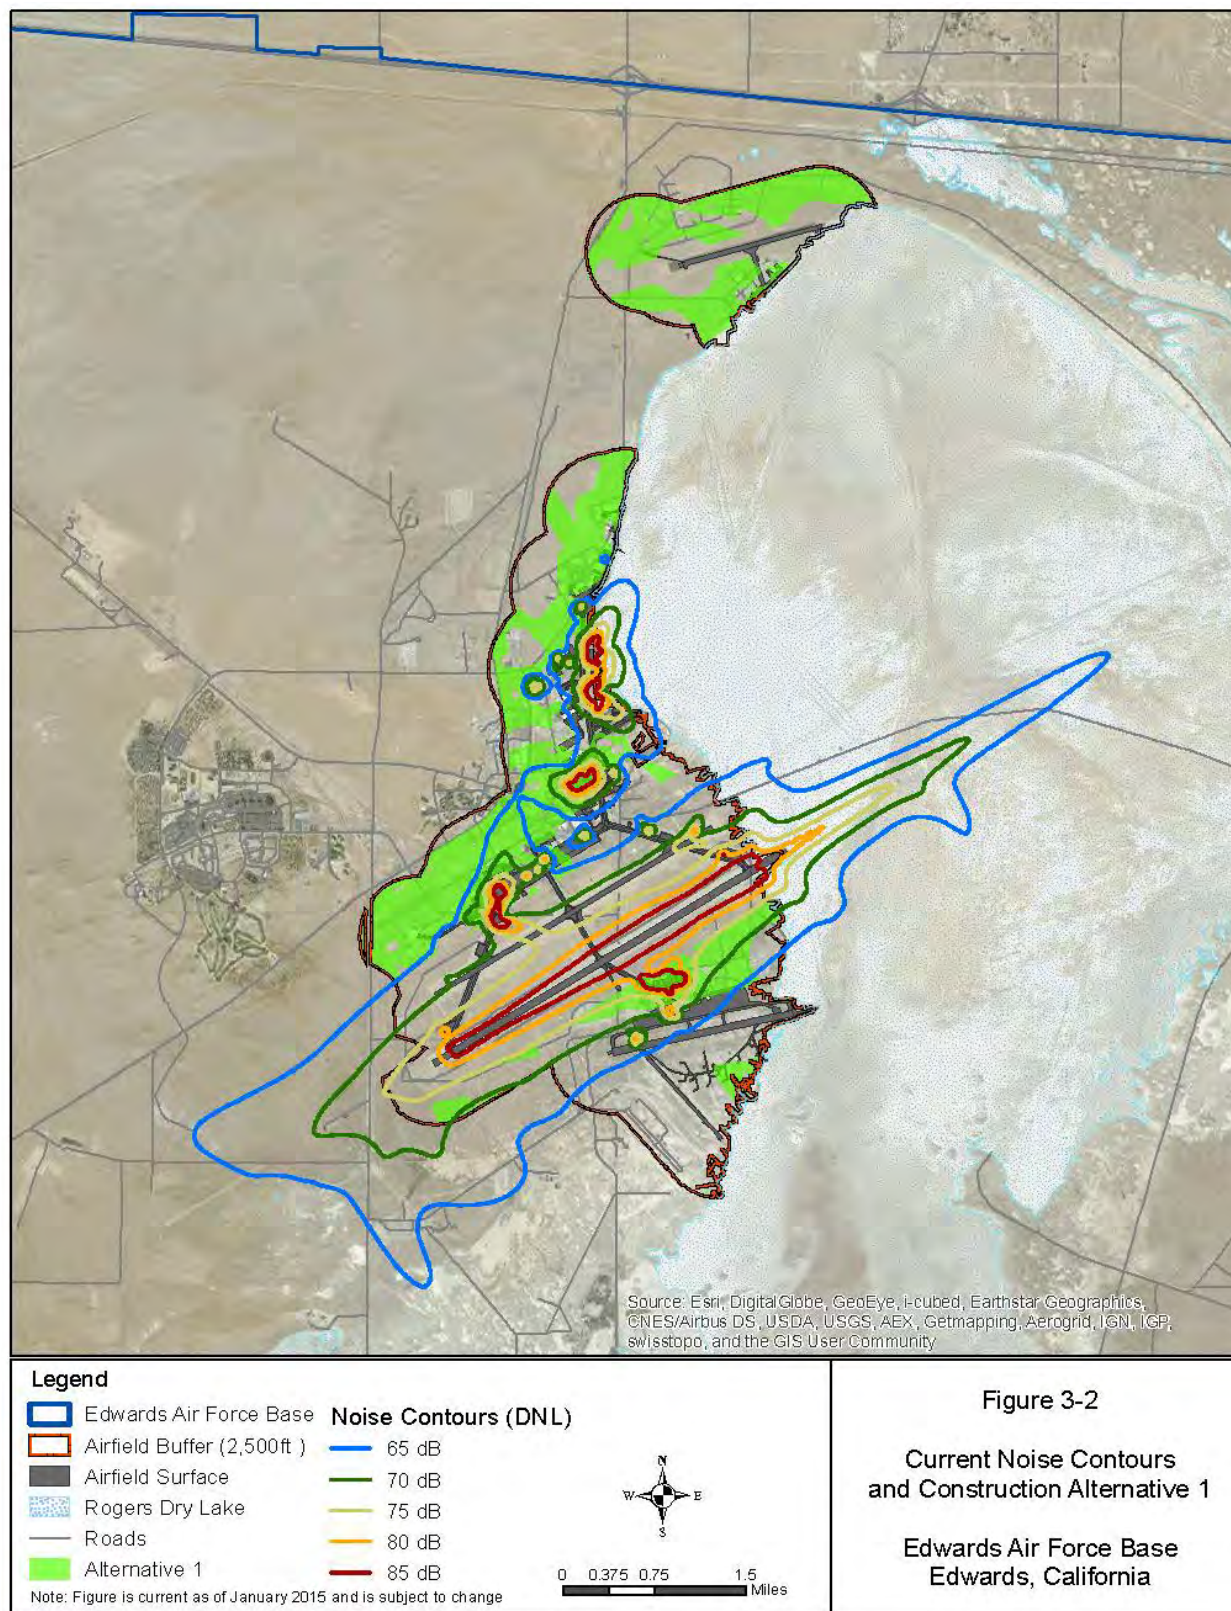 Source: Esri, DigitalGlobe, GeoEye, i-cubed, Earthstar Geographics,
CNES/Airbus DS, USDA, USGS, AEX, Getmapping, Aerogrid, IGN, IGP,
swisstopo, and the GIS User Community
Legend
Edwards Air Force Base
Airfield Buffer (2,500ft )
Airfield Surface
Rogers Dry Lake
Roads
Alternative 1
Note: Figure is current as of January 2015 and is subject to change
Noise Contours (DNL)
65 dB
70 dB
75 dB
80 dB
85 dB
N
W E
S
0 0.375 0.75 1.5
Miles
Figure 3-2
Current Noise Contours
and Construction Alternative 1
Edwards Air Force Base
Edwards, California